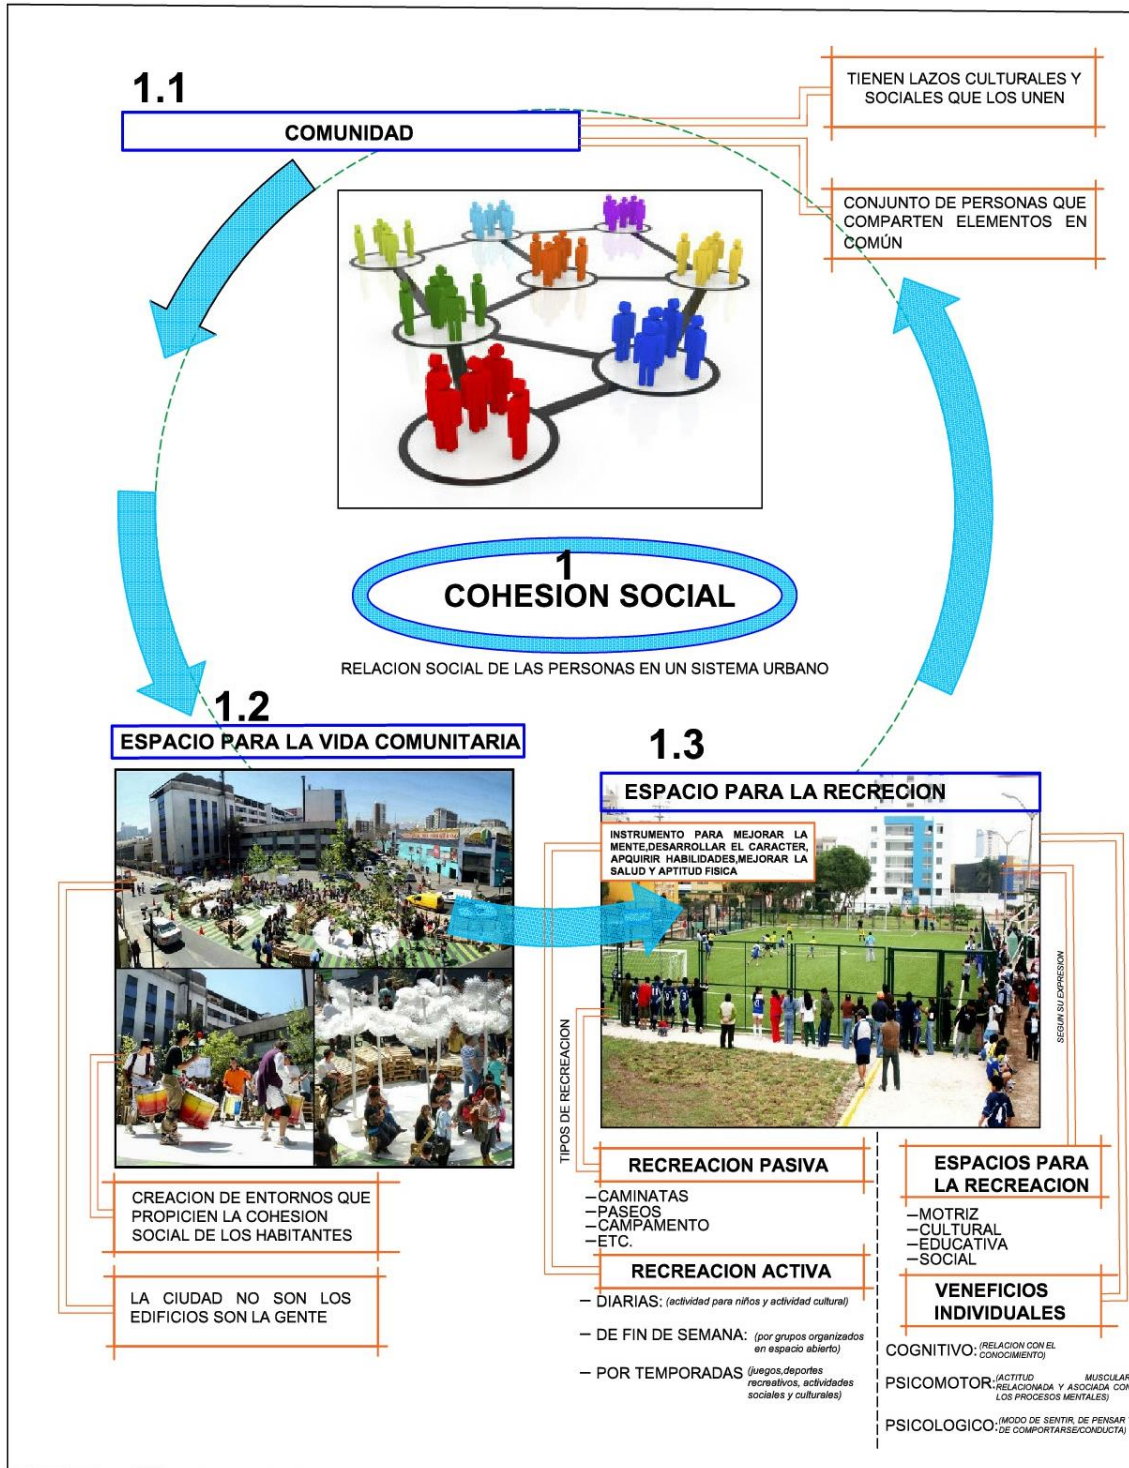 1.1
COMUNIDAD
TIENEN LAZOS CULTURALES Y
SOCIALES QUE LOS UNEN
CONJUNTO DE PERSONAS QUE
COMPARTEN ELEMENTOS EN
COMÚN
1
COHESION SOCIAL
RELACION SOCIAL DE LAS PERSONAS EN UN SISTEMA URBANO
1.2
ESPACIO PARA LA VIDA COMUNITARIA
CREACION DE ENTORNOS QUE
PROPICIEN LA COHESION
SOCIAL DE LOS HABITANTES
LA CIUDAD NO SON LOS
EDIFICIOS SON LA GENTE
1.3
ESPACIO PARA LA RECRECION
INSTRUMENTO PARA MEJORAR LA
MENTE,DESARROLLAR EL CARACTER,
APQUIRIR HABILIDADES,MEJORAR LA
SALUD Y APTITUD FISICA
TIPOS DE RECREACION
SEGUN SU EXPRESION
RECREACION PASIVA
–CAMINATAS
–PASEOS
–CAMPAMENTO
–ETC.
RECREACION ACTIVA
– DIARIAS: (actividad para niños y actividad cultural)
– DE FIN DE SEMANA: (por grupos organizados
en espacio abierto)
– POR TEMPORADAS (juegos,deportes
recreativos, actividades
sociales y culturales)
ESPACIOS PARA
LA RECREACION
–MOTRIZ
–CULTURAL
–EDUCATIVA
–SOCIAL
VENEFICIOS
INDIVIDUALES
COGNITIVO: (RELACION CON EL
CONOCIMIENTO)
PSICOMOTOR: (ACTITUD MUSCULAR
RELACIONADA Y ASOCIADA CON
LOS PROCESOS MENTALES)
PSICOLOGICO: (MODO DE SENTIR, DE PENSAR Y
DE COMPORTARSE/CONDUCTA)